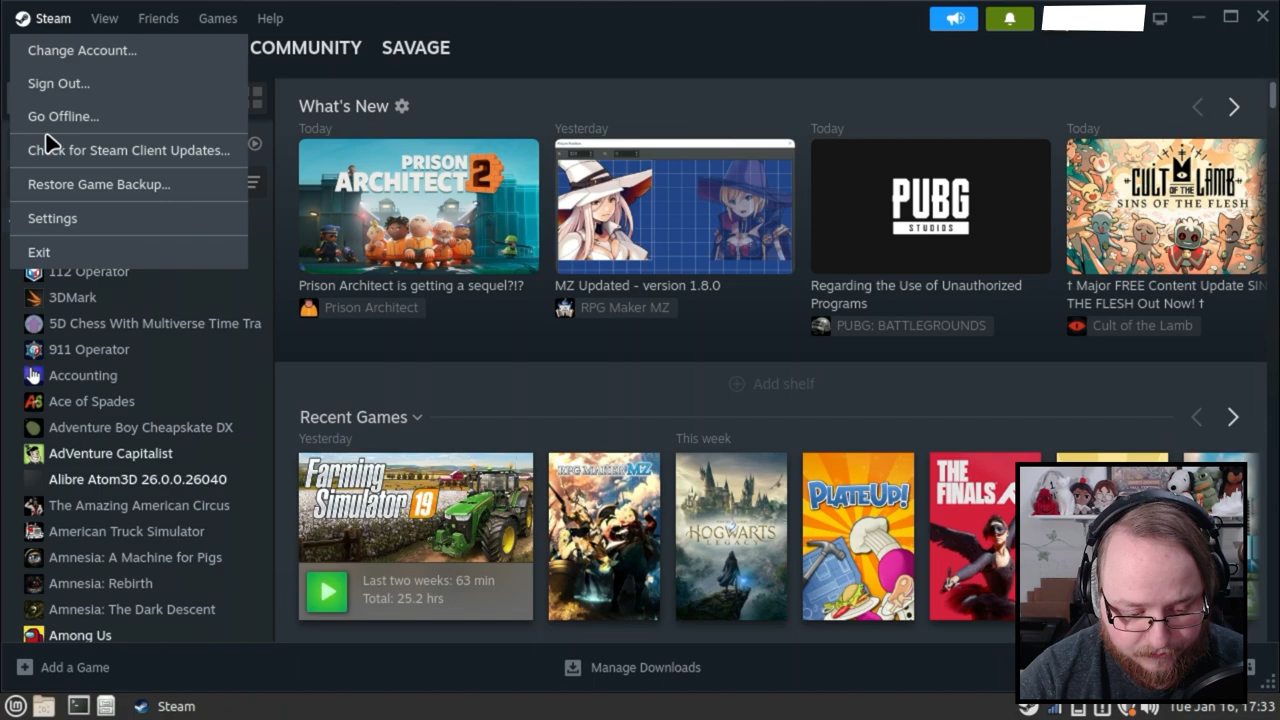 Steam View Friends Games Help
Change Account...
Sign Out...
Go Offline...
Check for Steam Client Updates...
Restore Game Backup...
Settings
Exit
COMMUNITY SAVAGE
112 Operator
3DMark
5D Chess With Multiverse Time Tra
911 Operator
Accounting
Ace of Spades
Adventure Boy Cheapskate DX
AdVenture Capitalist
Alibre Atom3D 26.0.0.26040
The Amazing American Circus
American Truck Simulator
Amnesia: A Machine for Pigs
Amnesia: Rebirth
Amnesia: The Dark Descent
Among Us
What's New
Today
PRISON
ARCHITECT 2
Prison Architect is getting a sequel?!?
Prison Architect
Yesterday
MZ Updated - version 1.8.0
RPG Maker MZ
Today
PUBG
STUDIOS
Regarding the Use of Unauthorized
Programs
PUBG: BATTLEGROUNDS
Today
CULT OF THE LAMB
SINS OF THE FLESH
† Major FREE Content Update SIN
THE FLESH Out Now! †
Cult of the Lamb
Add shelf
Recent Games
Yesterday
Farming
Simulator 19
Last two weeks: 63 min
Total: 25.2 hrs
RPG MAKER MZ
This week
HOGWARTS
LEGACY
PLATEUP!
THE
FINALS
Add a Game
Manage Downloads
Steam
Tue Jan 16, 17:33